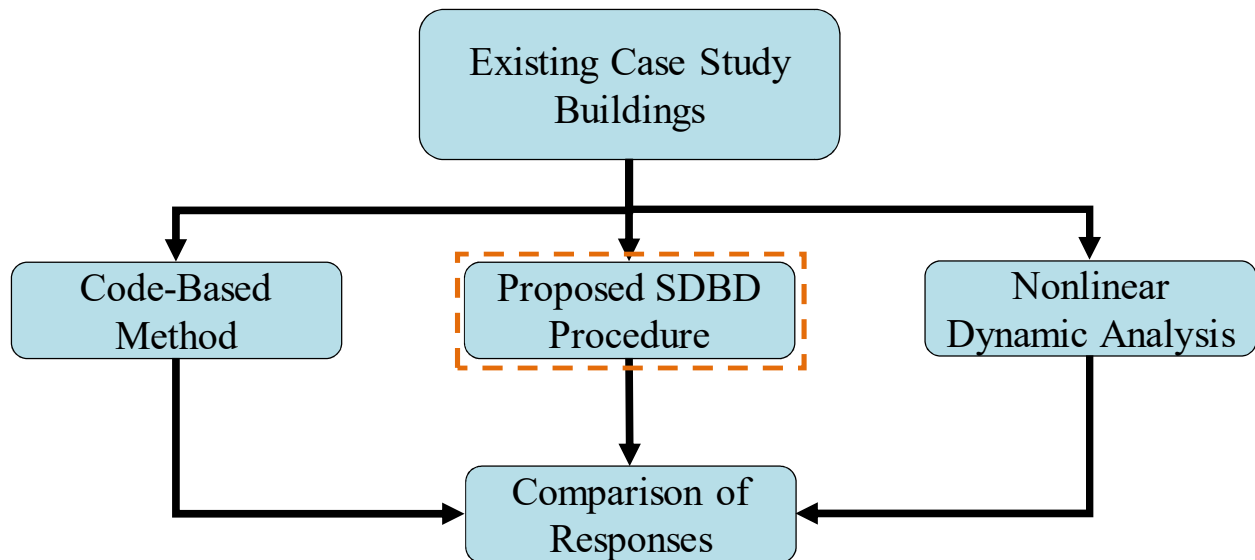 Existing Case Study
Buildings
Code-Based
Method
Proposed SDBD
Procedure
Nonlinear
Dynamic Analysis
Comparison of
Responses